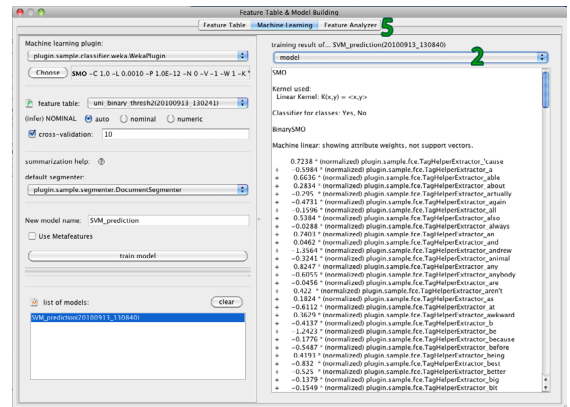 Feature Table & Model Building
Feature Table Machine Learning Feature Analyzer 5
Machine learning plugin:
plugin.sample.classifier.weka.WekaPlugin
Choose SMO -C 1.0 -L 0.0010 -P 1.0E-12 -N 0 -V -1 -W 1 -K "
feature table: uni_binary_thresh2(20100913_130241)
(infer) NOMINAL auto nominal numeric
cross-validation: 10
summarization help: ?
default segmenter:
plugin.sample.segmenter.DocumentSegmenter
New model name: SVM_prediction
Use Metafeatures
train model
list of models: clear
SVM_prediction(20100913_130840)
training result of... SVM_prediction(20100913_130840)
model 2
SMO
Kernel used:
Linear Kernel: K(x,y) = <x,y>
Classifier for classes: Yes, No
BinarySMO
Machine linear: showing attribute weights, not support vectors.
0.7238 * (normalized) plugin.sample.fce.TagHelperExtractor_'cause
+ -0.5984 * (normalized) plugin.sample.fce.TagHelperExtractor_a
+ 0.6636 * (normalized) plugin.sample.fce.TagHelperExtractor_able
+ 0.2834 * (normalized) plugin.sample.fce.TagHelperExtractor_about
+ -0.295 * (normalized) plugin.sample.fce.TagHelperExtractor_actually
+ -0.4731 * (normalized) plugin.sample.fce.TagHelperExtractor_again
+ -0.1596 * (normalized) plugin.sample.fce.TagHelperExtractor_all
+ 0.5384 * (normalized) plugin.sample.fce.TagHelperExtractor_also
+ -0.0288 * (normalized) plugin.sample.fce.TagHelperExtractor_always
+ 0.7403 * (normalized) plugin.sample.fce.TagHelperExtractor_an
+ 0.0462 * (normalized) plugin.sample.fce.TagHelperExtractor_and
+ -1.3564 * (normalized) plugin.sample.fce.TagHelperExtractor_andrew
+ -0.3241 * (normalized) plugin.sample.fce.TagHelperExtractor_animal
+ 0.8247 * (normalized) plugin.sample.fce.TagHelperExtractor_any
+ -0.6055 * (normalized) plugin.sample.fce.TagHelperExtractor_anybody
+ -0.0456 * (normalized) plugin.sample.fce.TagHelperExtractor_are
+ 0.422 * (normalized) plugin.sample.fce.TagHelperExtractor_aren't
+ 0.1824 * (normalized) plugin.sample.fce.TagHelperExtractor_as
+ -0.6112 * (normalized) plugin.sample.fce.TagHelperExtractor_at
+ 0.3629 * (normalized) plugin.sample.fce.TagHelperExtractor_awkward
+ -0.4137 * (normalized) plugin.sample.fce.TagHelperExtractor_b
+ -1.2423 * (normalized) plugin.sample.fce.TagHelperExtractor_be
+ -0.1776 * (normalized) plugin.sample.fce.TagHelperExtractor_because
+ -0.5487 * (normalized) plugin.sample.fce.TagHelperExtractor_before
+ 0.4193 * (normalized) plugin.sample.fce.TagHelperExtractor_being
+ -0.832 * (normalized) plugin.sample.fce.TagHelperExtractor_best
+ -0.525 * (normalized) plugin.sample.fce.TagHelperExtractor_better
+ -0.1379 * (normalized) plugin.sample.fce.TagHelperExtractor_big
+ -0.1549 * (normalized) plugin.sample.fce.TagHelperExtractor_bit